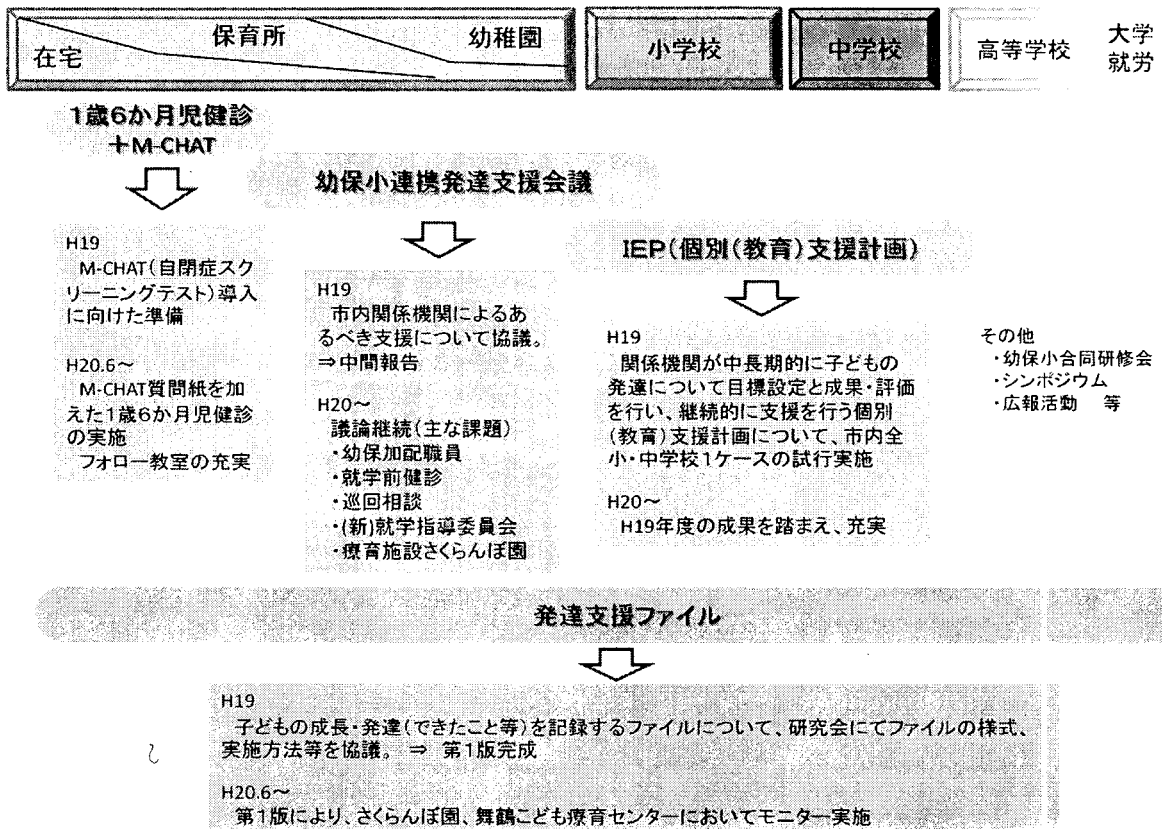 在宅
保育所
幼稚園
小学校
中学校
高等学校
大学
就労
1歳6か月児健診
+M-CHAT
幼保小連携発達支援会議
IEP(個別(教育)支援計画)
H19
M-CHAT(自閉症スク
リーニングテスト)導入
に向けた準備
H20.6~
M-CHAT質問紙を加
えた1歳6か月児健診
の実施
フォロー教室の充実
H19
市内関係機関によるあ
るべき支援について協議。
⇒中間報告
H20~
議論継続(主な課題)
・幼保加配職員
・就学前健診
・巡回相談
・(新)就学指導委員会
・療育施設さくらんぼ園
H19
関係機関が中長期的に子どもの
発達について目標設定と成果・評価
を行い、継続的に支援を行う個別
(教育)支援計画について、市内全
小・中学校1ケースの試行実施
H20~
H19年度の成果を踏まえ、充実
その他
・幼保小合同研修会
・シンポジウム
・広報活動 等
発達支援ファイル
H19
子どもの成長・発達(できたこと等)を記録するファイルについて、研究会にてファイルの様式、
実施方法等を協議。 ⇒ 第1版完成
H20.6~
第1版により、さくらんぼ園、舞鶴こども療育センターにおいてモニター実施